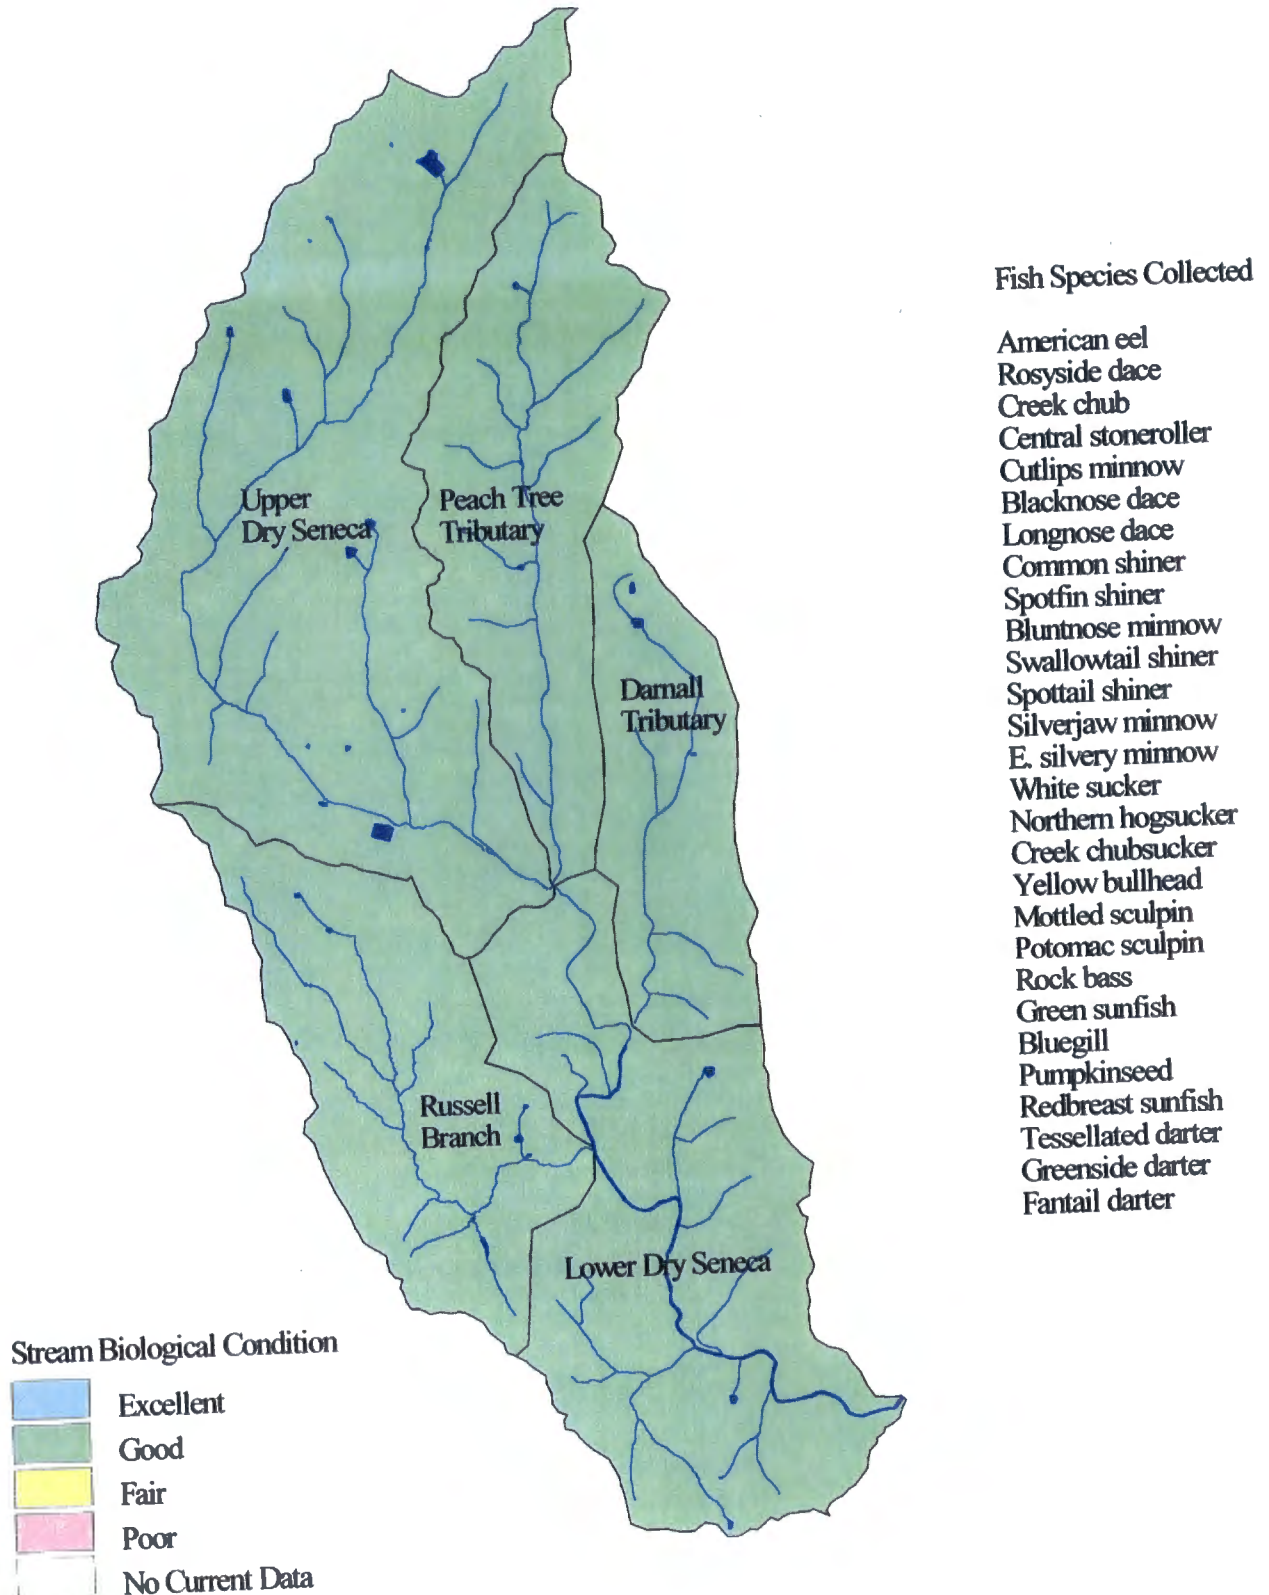 Fish Species Collected
American eel
Rosyside dace
Creek chub
Central stoneroller
Cutlips minnow
Blacknose dace
Longnose dace
Common shiner
Spotfin shiner
Bluntnose minnow
Swallowtail shiner
Spottail shiner
Silverjaw minnow
E. silvery minnow
White sucker
Northern hogsucker
Creek chubsucker
Yellow bullhead
Mottled sculpin
Potomac sculpin
Rock bass
Green sunfish
Bluegill
Pumpkinseed
Redbreast sunfish
Tessellated darter
Greenside darter
Fantail darter
Upper
Dry Seneca
Peach Tree
Tributary
Darnall
Tributary
Russell
Branch
Lower Dry Seneca
Stream Biological Condition
Excellent
Good
Fair
Poor
No Current Data